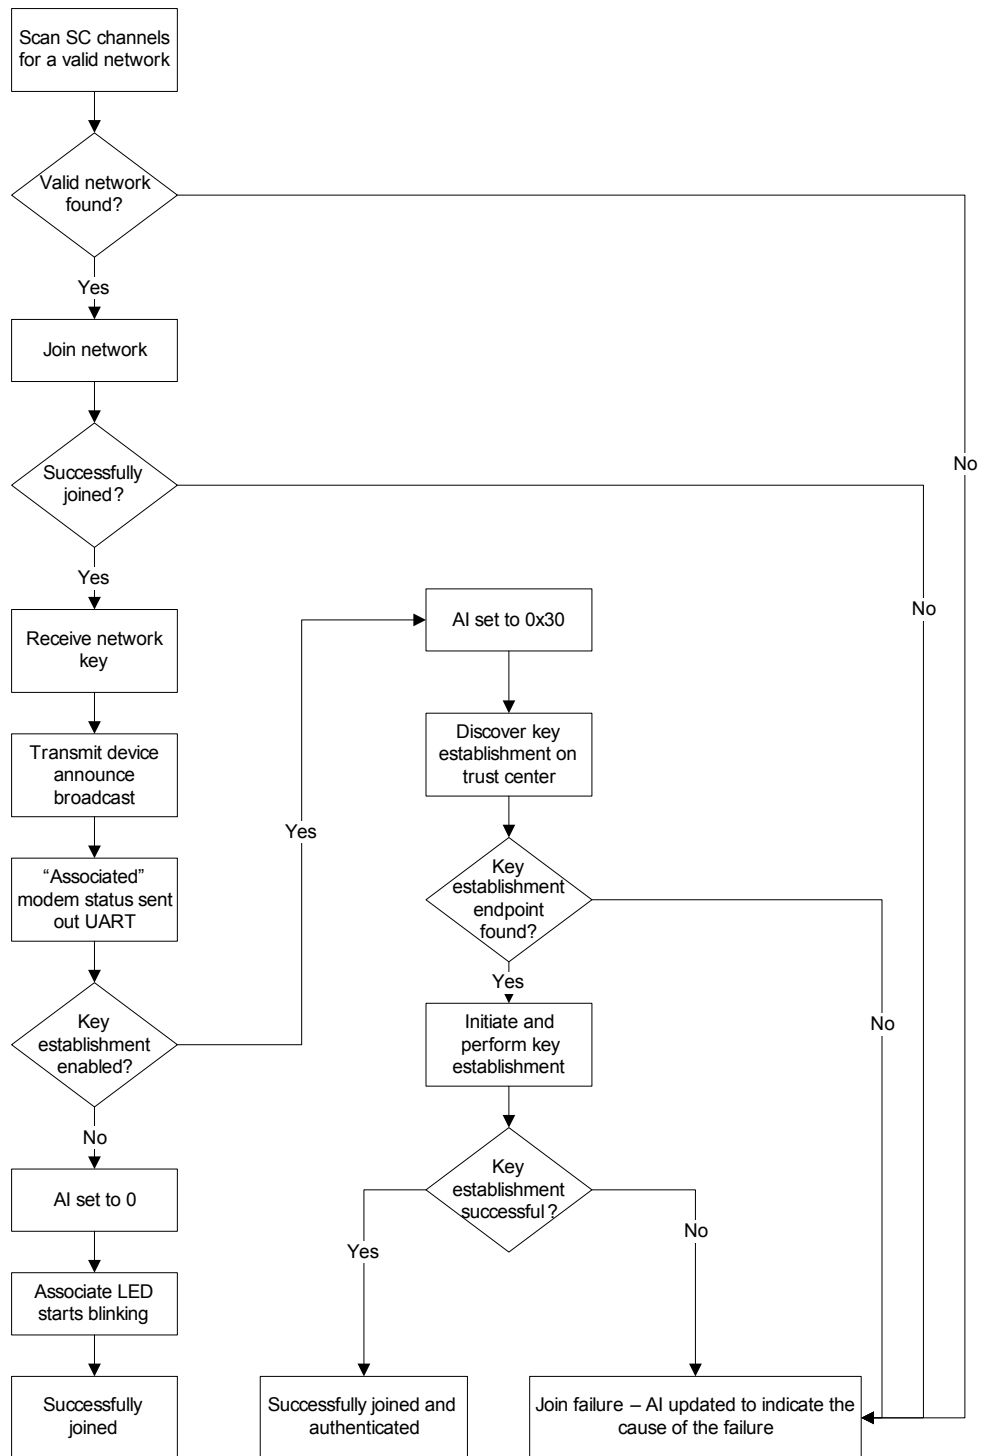 Scan SC channels
for a valid network
Valid network
found?
Yes
Join network
No
Successfully
joined?
Yes
No
Receive network
key
AI set to 0x30
Transmit device
announce
broadcast
Discover key
establishment on
trust center
Yes
“Associated”
modem status sent
out UART
Key
establishment
endpoint
found?
Yes
Key
establishment
enabled?
Initiate and
perform key
establishment
No
No
AI set to 0
Key
establishment
successful?
Yes
No
Associate LED
starts blinking
Successfully
joined
Successfully joined and
authenticated
Join failure – AI updated to indicate the
cause of the failure